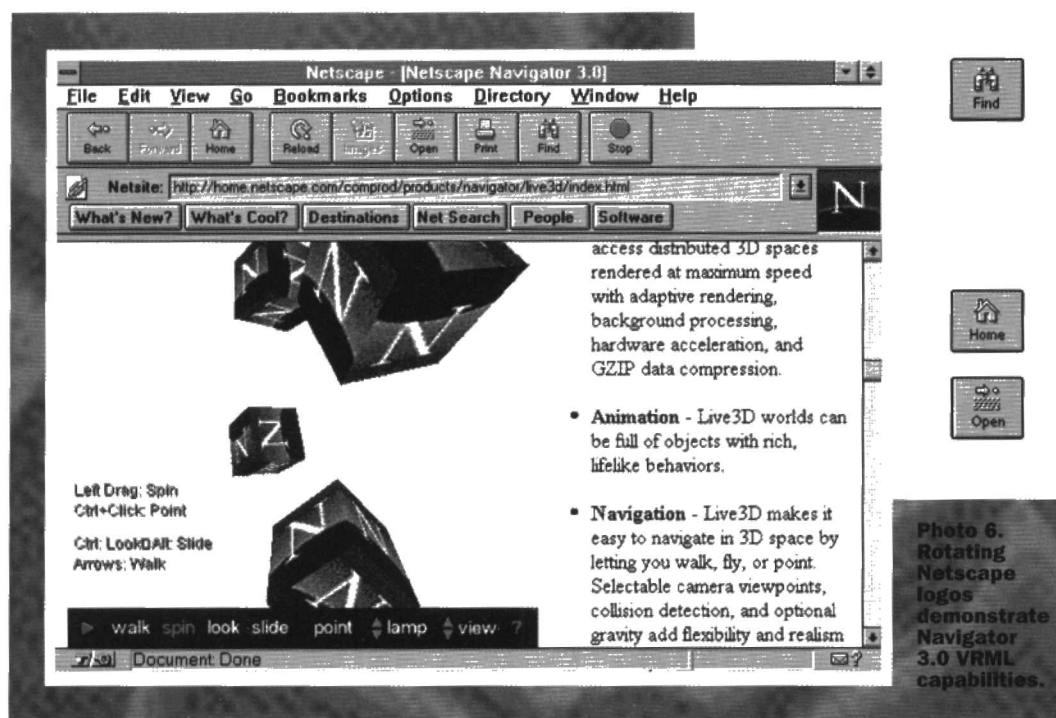 Netscape - [Netscape Navigator 3.0]
File Edit View Go Bookmarks Options Directory Window Help
Back Forward Home Reload Images Open Print Find Stop
Netsite: http://home.netscape.com/comprod/products/navigator/live3d/index.html
N
What's New? What's Cool? Destinations Net Search People Software
access distributed 3D spaces
rendered at maximum speed
with adaptive rendering,
background processing,
hardware acceleration, and
GZIP data compression.
• Animation - Live3D worlds can
be full of objects with rich,
lifelike behaviors.
• Navigation - Live3D makes it
easy to navigate in 3D space by
letting you walk, fly, or point.
Selectable camera viewpoints,
collision detection, and optional
gravity add flexibility and realism
N N N
N
N Z
N
N
Left Drag: Spin
Ctrl+Click: Point
Ctrl: Look▯Alt: Slide
Arrows: Walk
walk spin look slide point lamp view ?
Document: Done
?
Find
Home
Open
Photo 6.
Rotating
Netscape
logos
demonstrate
Navigator
3.0 VRML
capabilities.